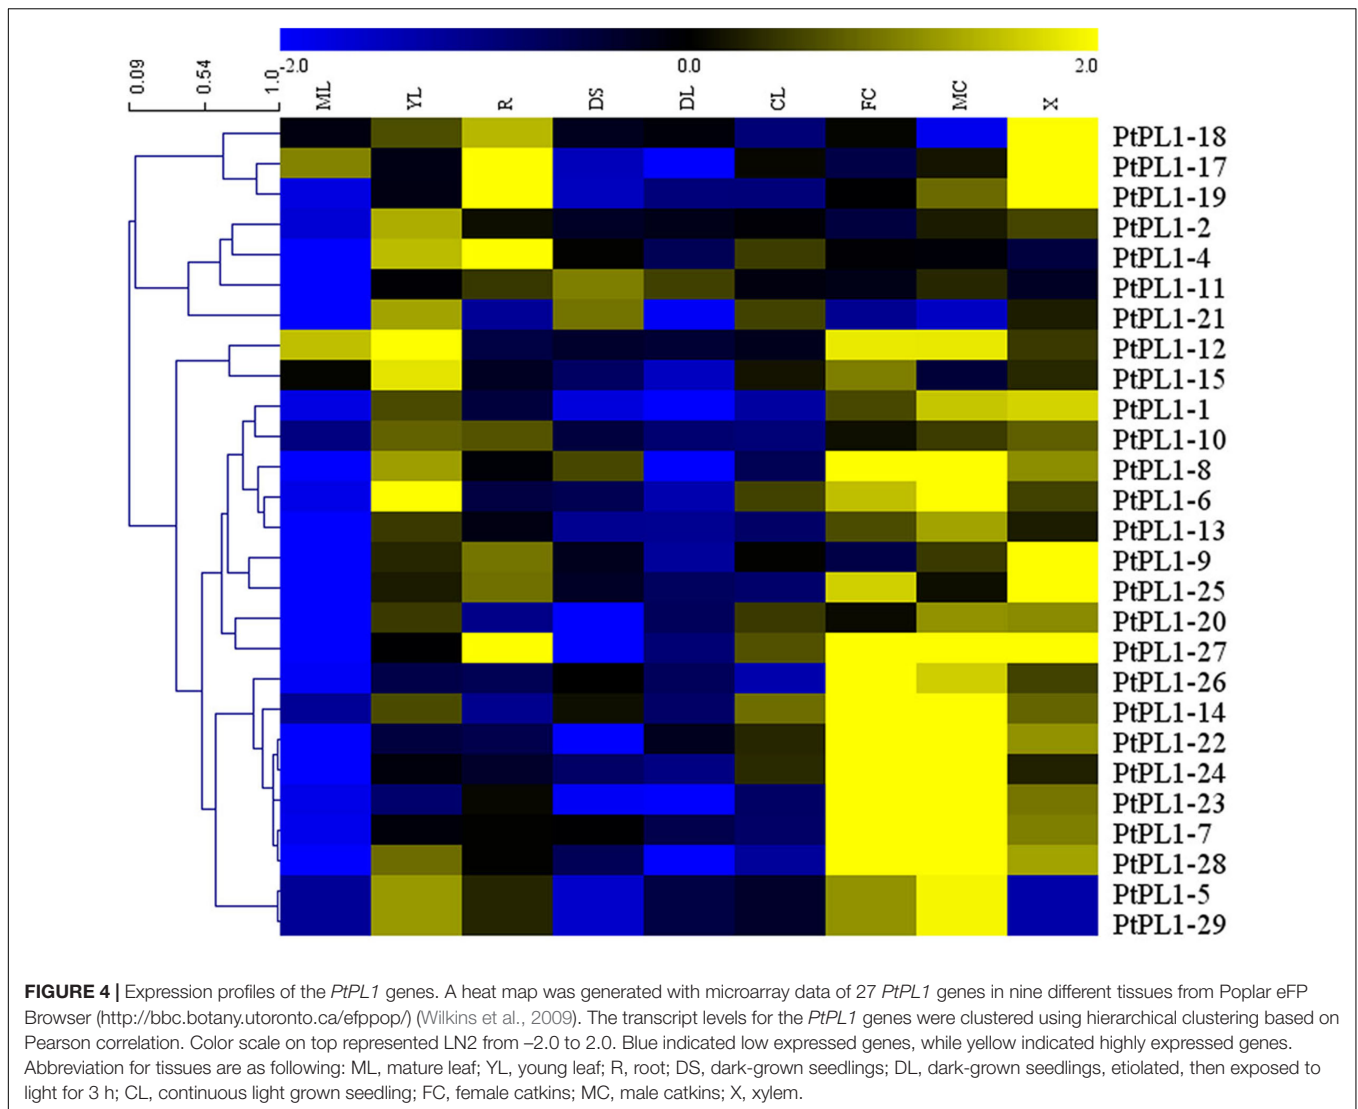 -2.0 0.0 2.0
0.09 0.54 1.0
ML YL R DS DL CL FC MC X
PtPL1-18
PtPL1-17
PtPL1-19
PtPL1-2
PtPL1-4
PtPL1-11
PtPL1-21
PtPL1-12
PtPL1-15
PtPL1-1
PtPL1-10
PtPL1-8
PtPL1-6
PtPL1-13
PtPL1-9
PtPL1-25
PtPL1-20
PtPL1-27
PtPL1-26
PtPL1-14
PtPL1-22
PtPL1-24
PtPL1-23
PtPL1-7
PtPL1-28
PtPL1-5
PtPL1-29
FIGURE 4 | Expression profiles of the PtPL1 genes. A heat map was generated with microarray data of 27 PtPL1 genes in nine different tissues from Poplar eFP
Browser (http://bbc.botany.utoronto.ca/efppop/) (Wilkins et al., 2009). The transcript levels for the PtPL1 genes were clustered using hierarchical clustering based on
Pearson correlation. Color scale on top represented LN2 from –2.0 to 2.0. Blue indicated low expressed genes, while yellow indicated highly expressed genes.
Abbreviation for tissues are as following: ML, mature leaf; YL, young leaf; R, root; DS, dark-grown seedlings; DL, dark-grown seedlings, etiolated, then exposed to
light for 3 h; CL, continuous light grown seedling; FC, female catkins; MC, male catkins; X, xylem.